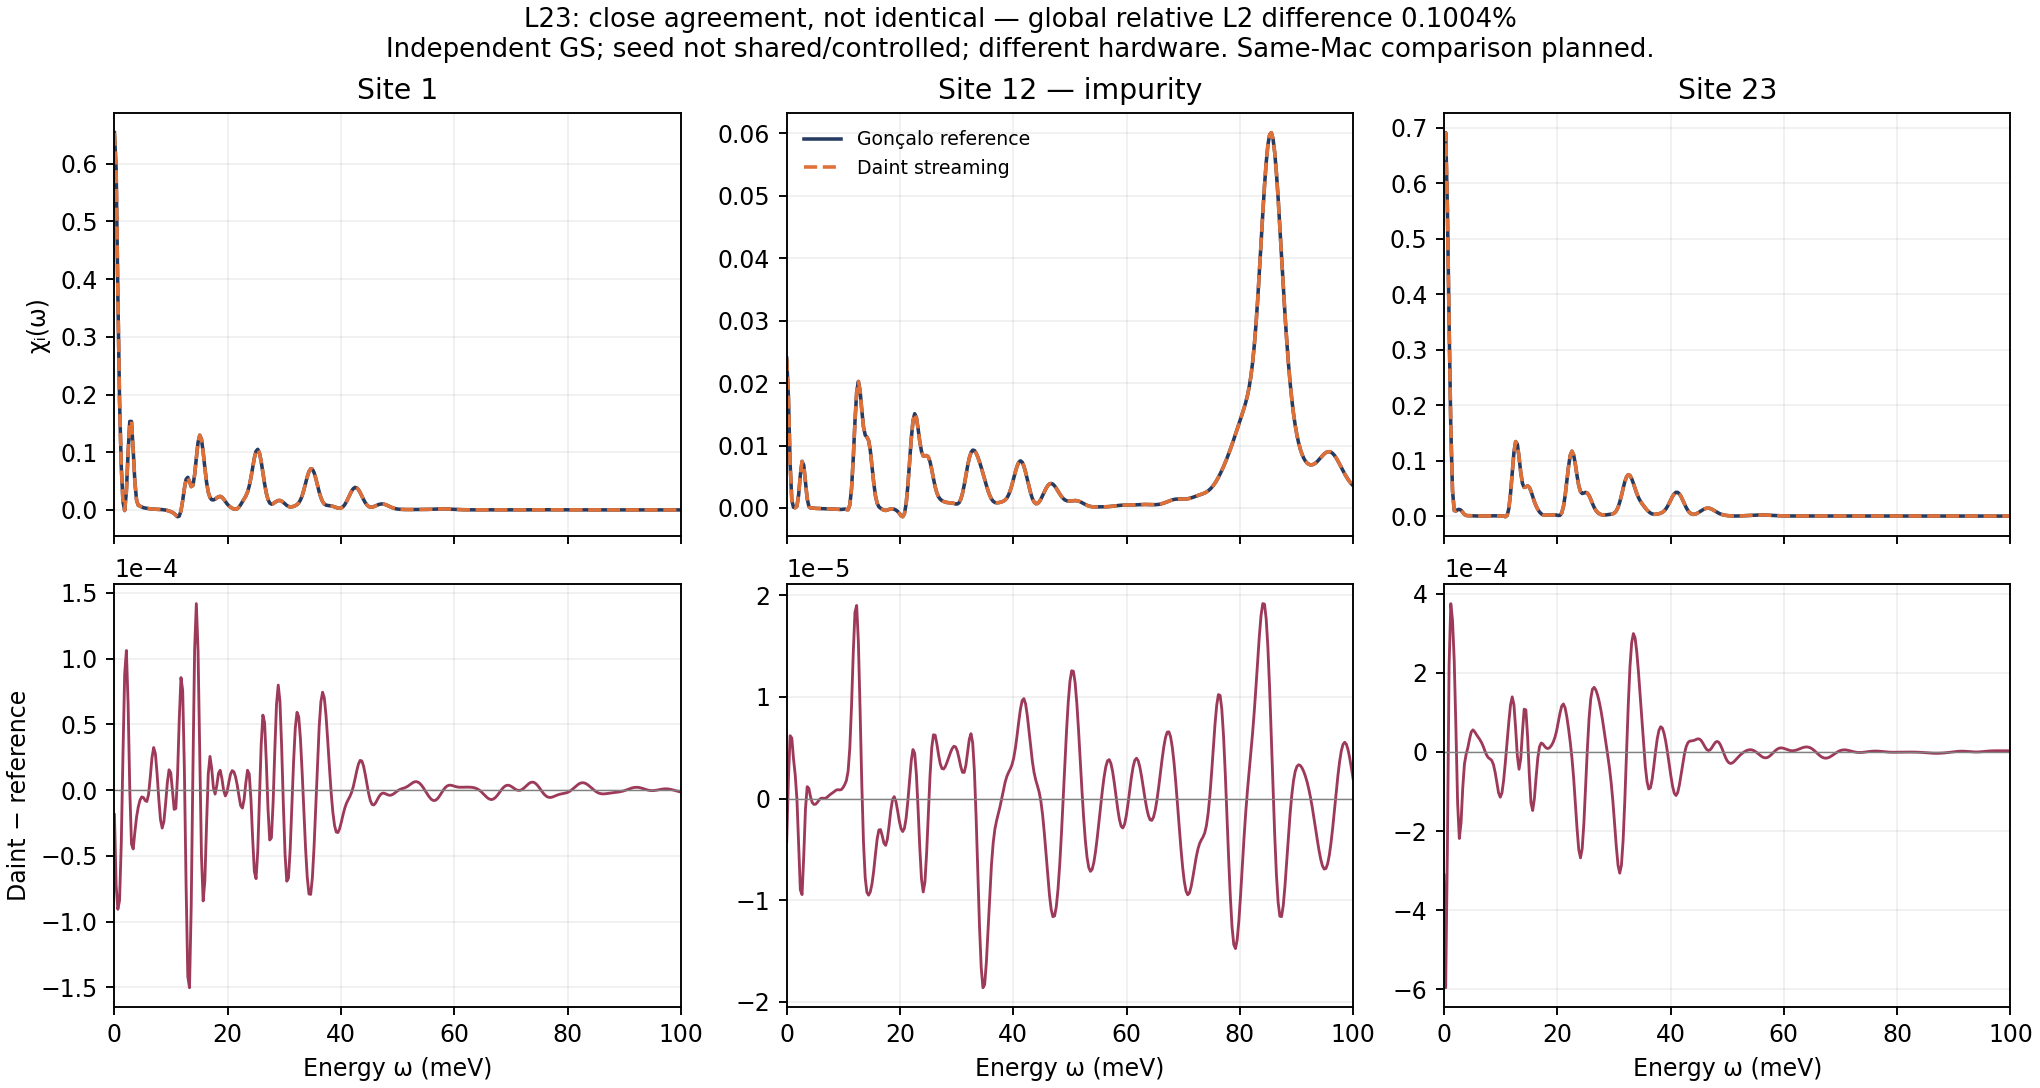 L23: close agreement, not identical — global relative L2 difference 0.1004%
Independent GS; seed not shared/controlled; different hardware. Same-Mac comparison planned.
Site 1
χᵢ(ω)
0.6
0.5
0.4
0.3
0.2
0.1
0.0
Site 12 — impurity
Gonçalo reference
Daint streaming
0.06
0.05
0.04
0.03
0.02
0.01
0.00
Site 23
0.7
0.6
0.5
0.4
0.3
0.2
0.1
0.0
1e−4
Daint − reference
1.5
1.0
0.5
0.0
−0.5
−1.0
−1.5
0 20 40 60 80 100
Energy ω (meV)
1e−5
2
1
0
−1
−2
0 20 40 60 80 100
Energy ω (meV)
1e−4
4
2
0
−2
−4
−6
0 20 40 60 80 100
Energy ω (meV)